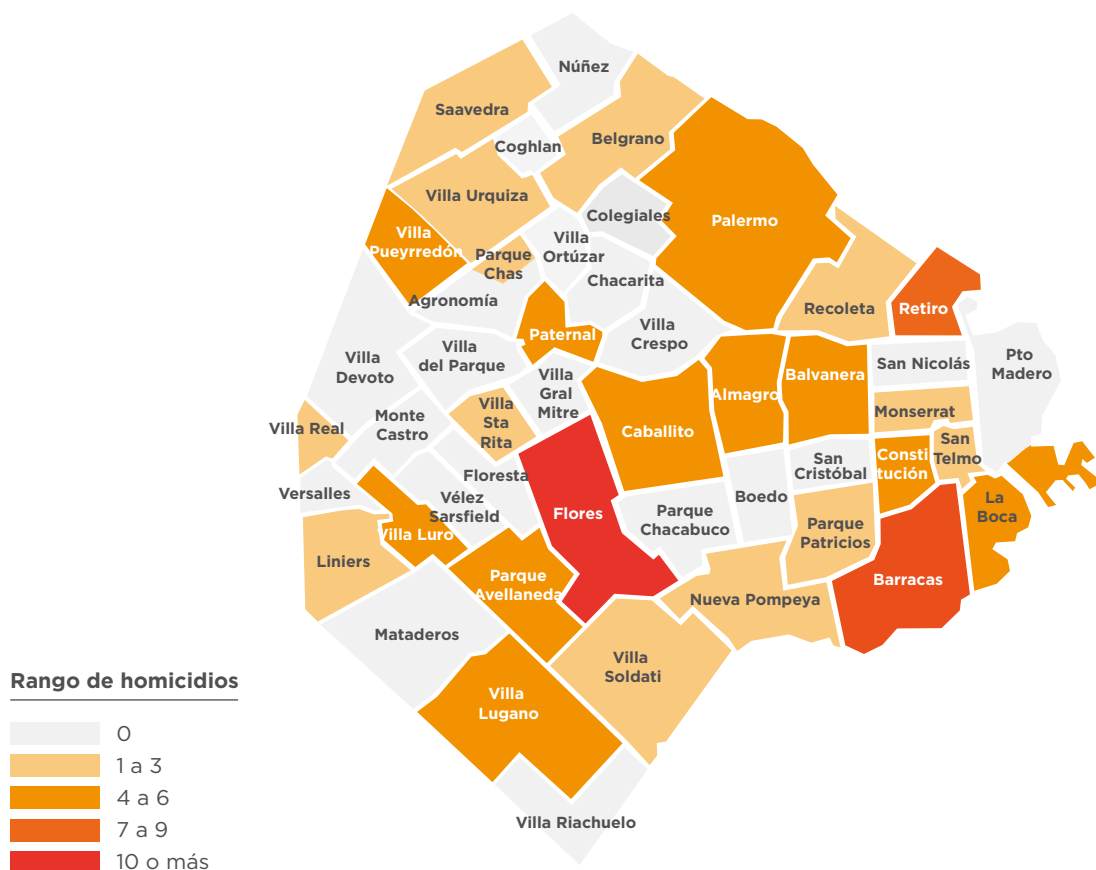 Núñez
Saavedra
Belgrano
Coghlan
Villa Urquiza
Colegiales
Palermo
Villa
Pueyrredón
Villa
Ortúzar
Parque
Chas
Chacarita
Agronomía
Recoleta
Retiro
Paternal
Villa
Crespo
Villa
del Parque
Villa
Devoto
San Nicolás
Pto
Madero
Villa
Gral
Mitre
Balvanera
Almagro
Villa
Sta
Rita
Monserrat
Monte
Castro
Villa Real
Caballito
San
Telmo
San
Cristóbal
Consti
tución
Floresta
Versalles
Vélez
Sarsfield
Boedo
La
Boca
Flores
Parque
Chacabuco
Parque
Patricios
Villa Luro
Liniers
Parque
Avellaneda
Barracas
Nueva Pompeya
Mataderos
Villa
Soldati
Villa
Lugano
Villa Riachuelo
Rango de homicidios
0
1 a 3
4 a 6
7 a 9
10 o más